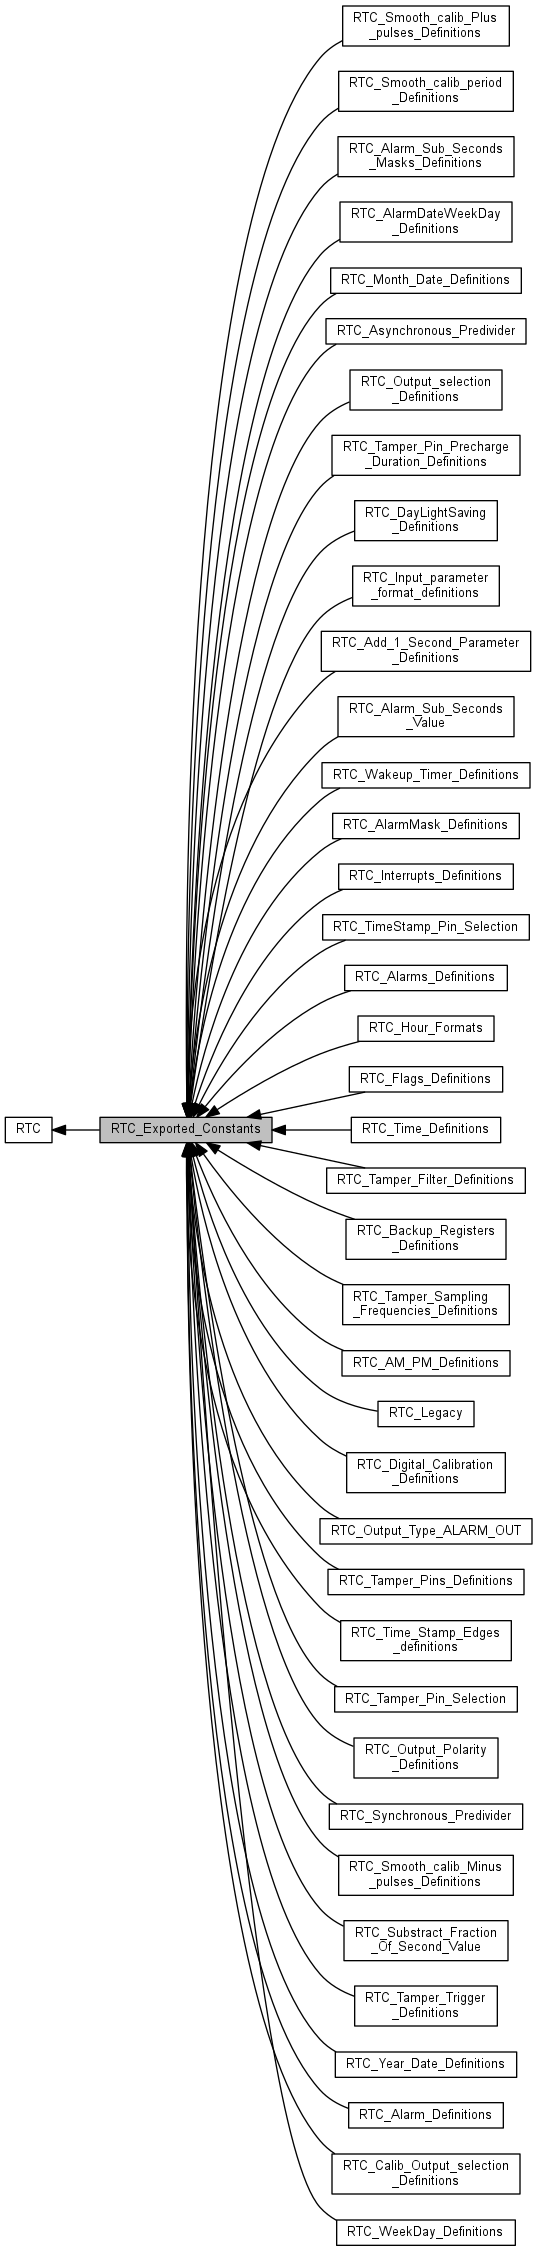 RTC_Smooth_calib_Plus
_pulses_Definitions
RTC_Smooth_calib_period
_Definitions
RTC_Alarm_Sub_Seconds
_Masks_Definitions
RTC_AlarmDateWeekDay
_Definitions
RTC_Month_Date_Definitions
RTC_Asynchronous_Predivider
RTC_Output_selection
_Definitions
RTC_Tamper_Pin_Precharge
_Duration_Definitions
RTC_DayLightSaving
_Definitions
RTC_Input_parameter
_format_definitions
RTC_Add_1_Second_Parameter
_Definitions
RTC_Alarm_Sub_Seconds
_Value
RTC_Wakeup_Timer_Definitions
RTC_AlarmMask_Definitions
RTC_Interrupts_Definitions
RTC_TimeStamp_Pin_Selection
RTC_Alarms_Definitions
RTC_Hour_Formats
RTC_Flags_Definitions
RTC
RTC_Exported_Constants
RTC_Time_Definitions
RTC_Tamper_Filter_Definitions
RTC_Backup_Registers
_Definitions
RTC_Tamper_Sampling
_Frequencies_Definitions
RTC_AM_PM_Definitions
RTC_Legacy
RTC_Digital_Calibration
_Definitions
RTC_Output_Type_ALARM_OUT
RTC_Tamper_Pins_Definitions
RTC_Time_Stamp_Edges
_definitions
RTC_Tamper_Pin_Selection
RTC_Output_Polarity
_Definitions
RTC_Synchronous_Predivider
RTC_Smooth_calib_Minus
_pulses_Definitions
RTC_Substract_Fraction
_Of_Second_Value
RTC_Tamper_Trigger
_Definitions
RTC_Year_Date_Definitions
RTC_Alarm_Definitions
RTC_Calib_Output_selection
_Definitions
RTC_WeekDay_Definitions